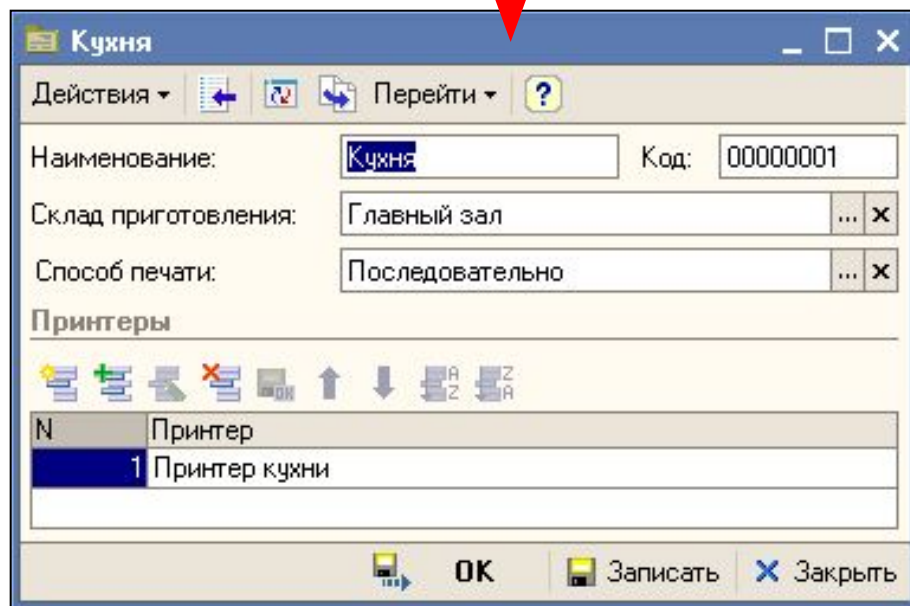 Кухня
Действия Перейти ?
Наименование: Кухня Код: 00000001
Склад приготовления: Главный зал ...
Способ печати: Последовательно ...
Принтеры
N Принтер
1 Принтер кухни
OK Записать Закрыть